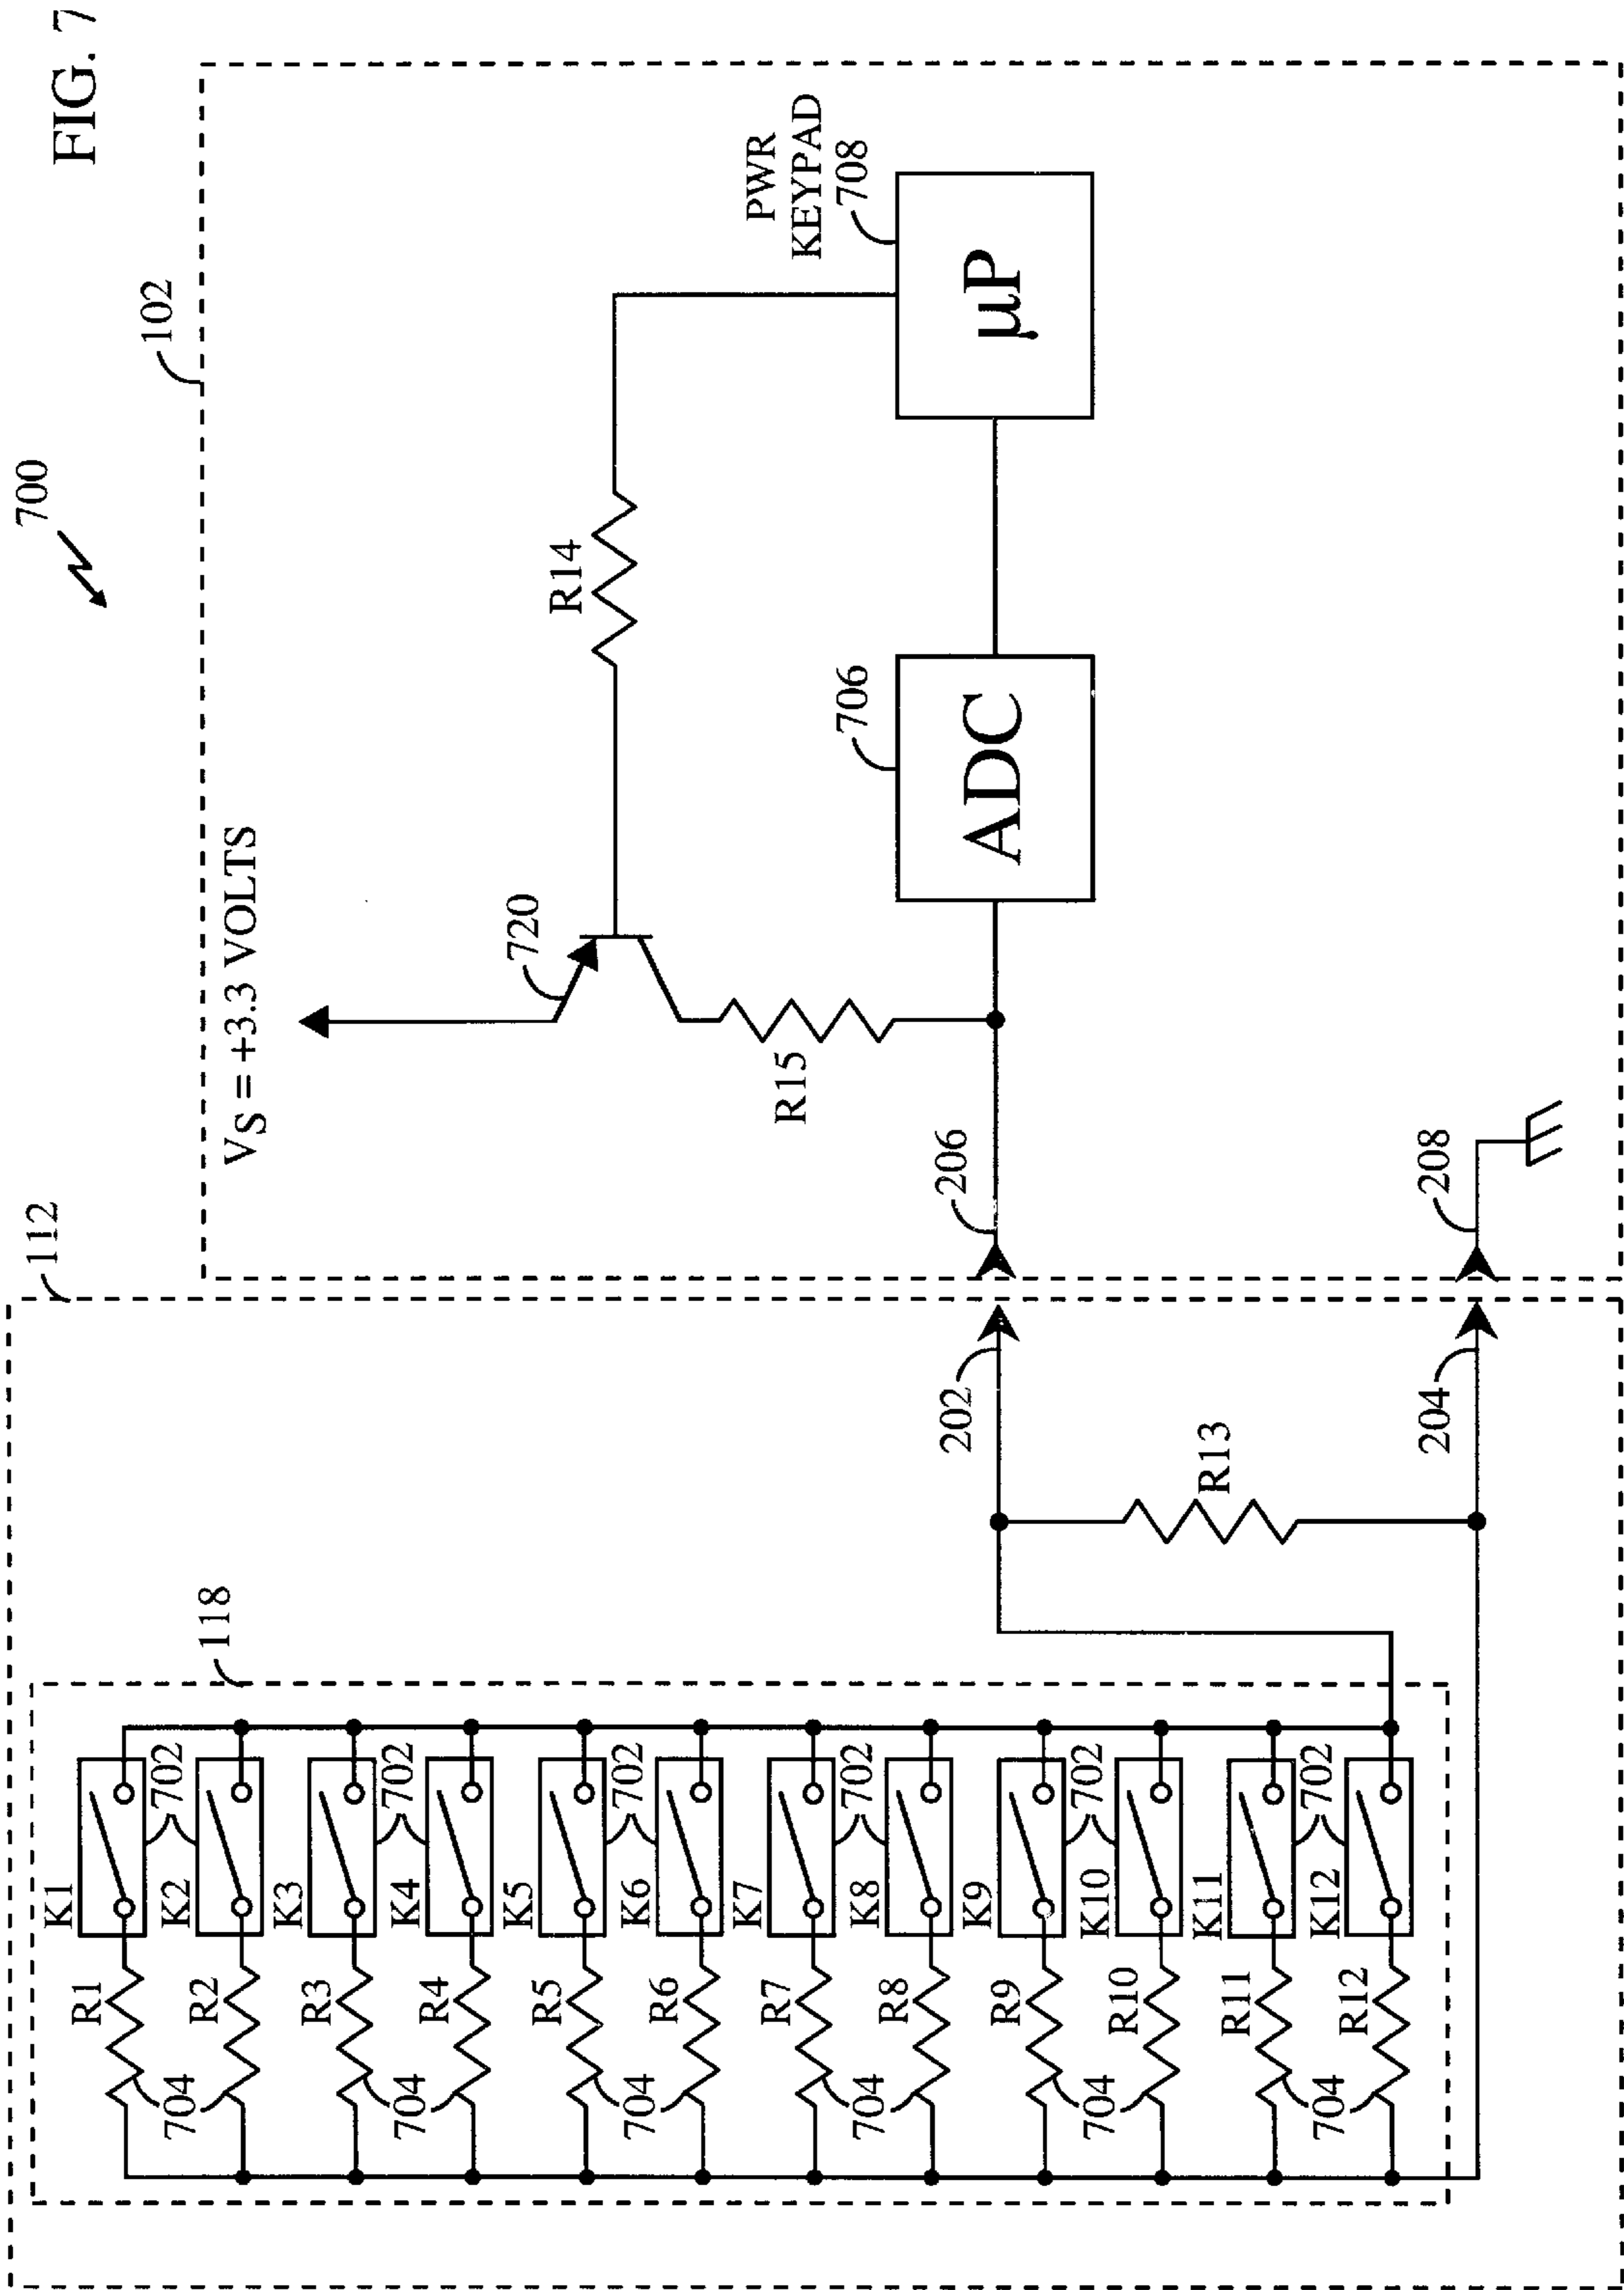 FIG. 7
700
112
102
118
K1
R1
702
K2
R2
704
K3
R3
702
K4
R4
704
K5
R5
702
K6
R6
704
K7
R7
702
K8
R8
704
K9
R9
702
K10
R10
704
K11
R11
702
K12
R12
704
202
R13
204
VS = +3.3 VOLTS
720
R14
R15
206
706
ADC
PWR
KEYPAD
708
µP
208